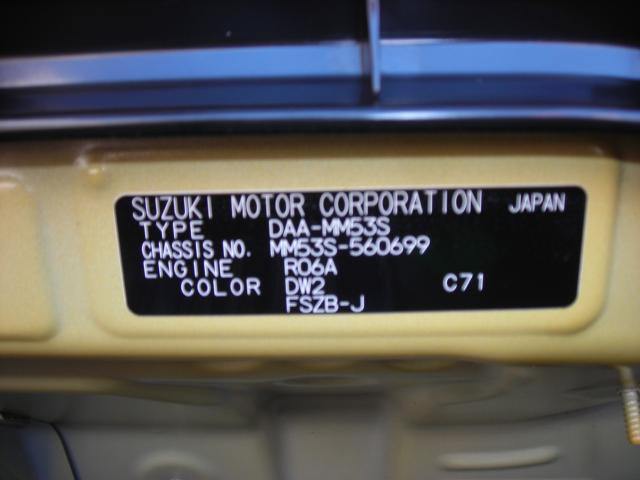 SUZUKI MOTOR CORPORATION JAPAN
TYPE DAA-MM53S
CHASSIS NO. MM53S-560699
ENGINE R06A
COLOR DW2 C71
FSZB-J